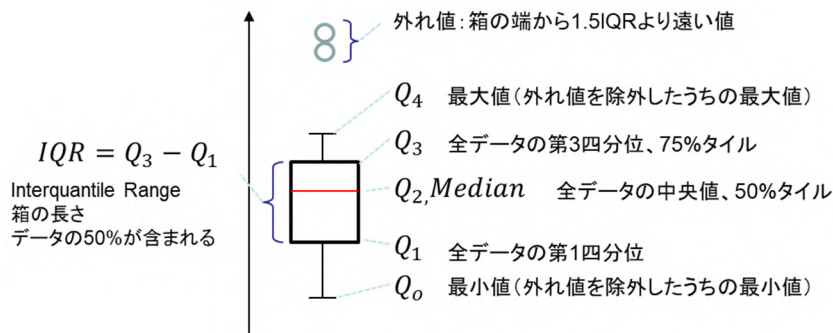 外れ値：箱の端から1.5IQRより遠い値
Q4 最大値（外れ値を除外したうちの最大値）
Q3 全データの第3四分位、75%タイル
IQR = Q3 − Q1
Interquantile Range
箱の長さ
データの50%が含まれる
Q2,Median 全データの中央値、50%タイル
Q1 全データの第1四分位
Qo 最小値（外れ値を除外したうちの最小値）